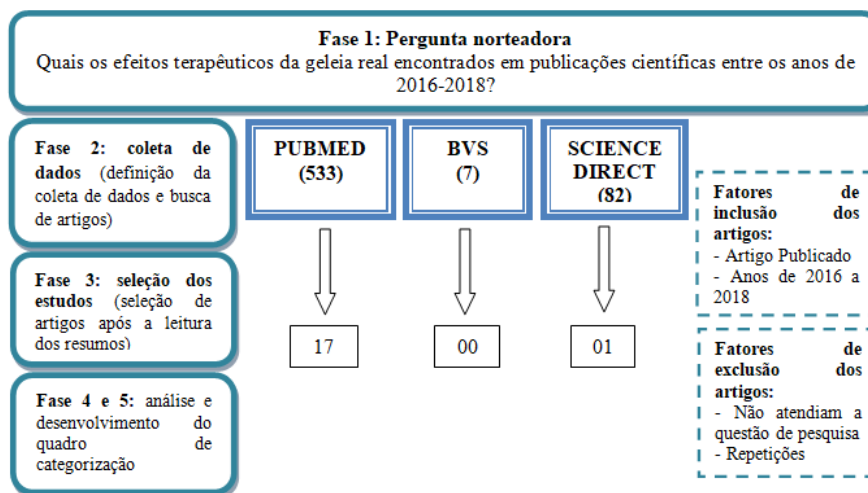 Fase 1: Pergunta norteadora
Quais os efeitos terapêuticos da geleia real encontrados em publicações científicas entre os anos de
2016-2018?
Fase 2: coleta de
dados (definição da
coleta de dados e busca
de artigos)
PUBMED
(533)
BVS
(7)
SCIENCE
DIRECT
(82)
Fatores de
inclusão dos
artigos:
- Artigo Publicado
- Anos de 2016 a
2018
Fase 3: seleção dos
estudos (seleção de
artigos após a leitura
dos resumos)
17
00
01
Fatores de
exclusão dos
artigos:
- Não atendiam a
questão de pesquisa
- Repetições
Fase 4 e 5: análise e
desenvolvimento do
quadro de
categorização